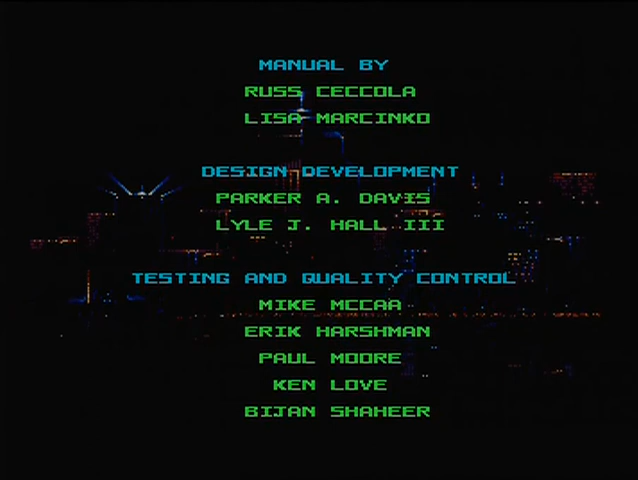 MANUAL BY
RUSS CECCOLA
LISA MARCINKO
DESIGN DEVELOPMENT
PARKER A. DAVIS
LYLE J. HALL III
TESTING AND QUALITY CONTROL
MIKE MCCAA
ERIK HARSHMAN
PAUL MOORE
KEN LOVE
BIJAN SHAHEER